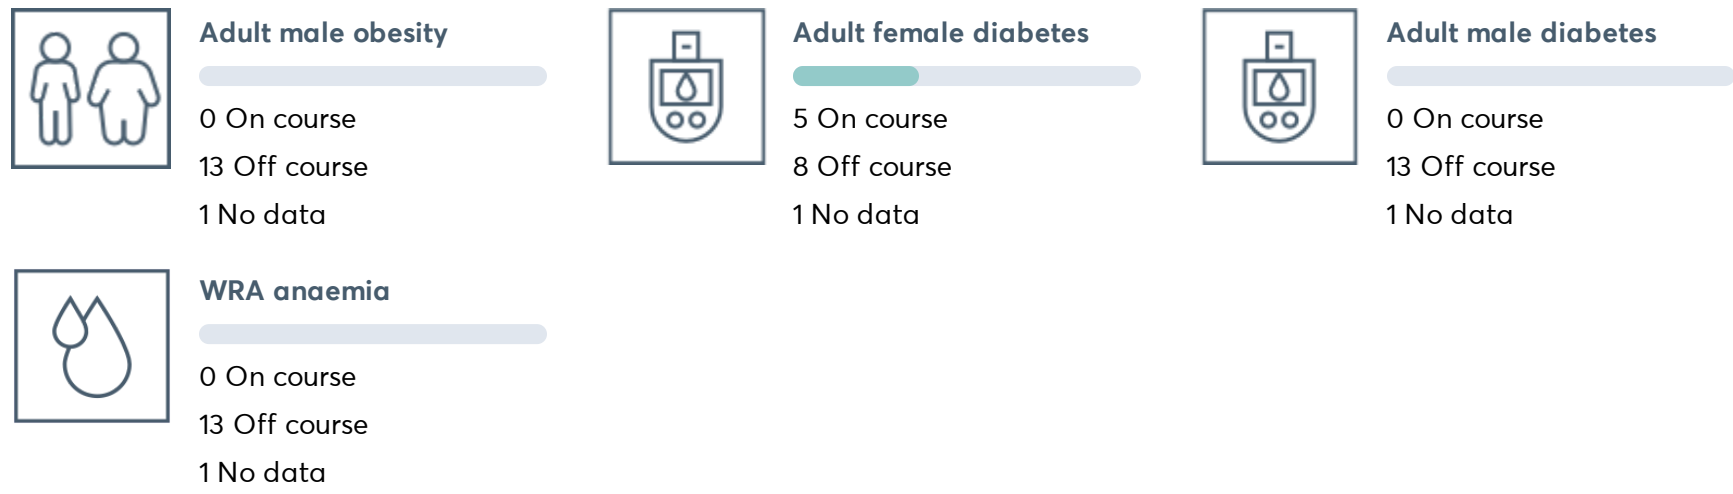 Adult male obesity
0 On course
13 Off course
1 No data
Adult female diabetes
5 On course
8 Off course
1 No data
Adult male diabetes
0 On course
13 Off course
1 No data
WRA anaemia
0 On course
13 Off course
1 No data